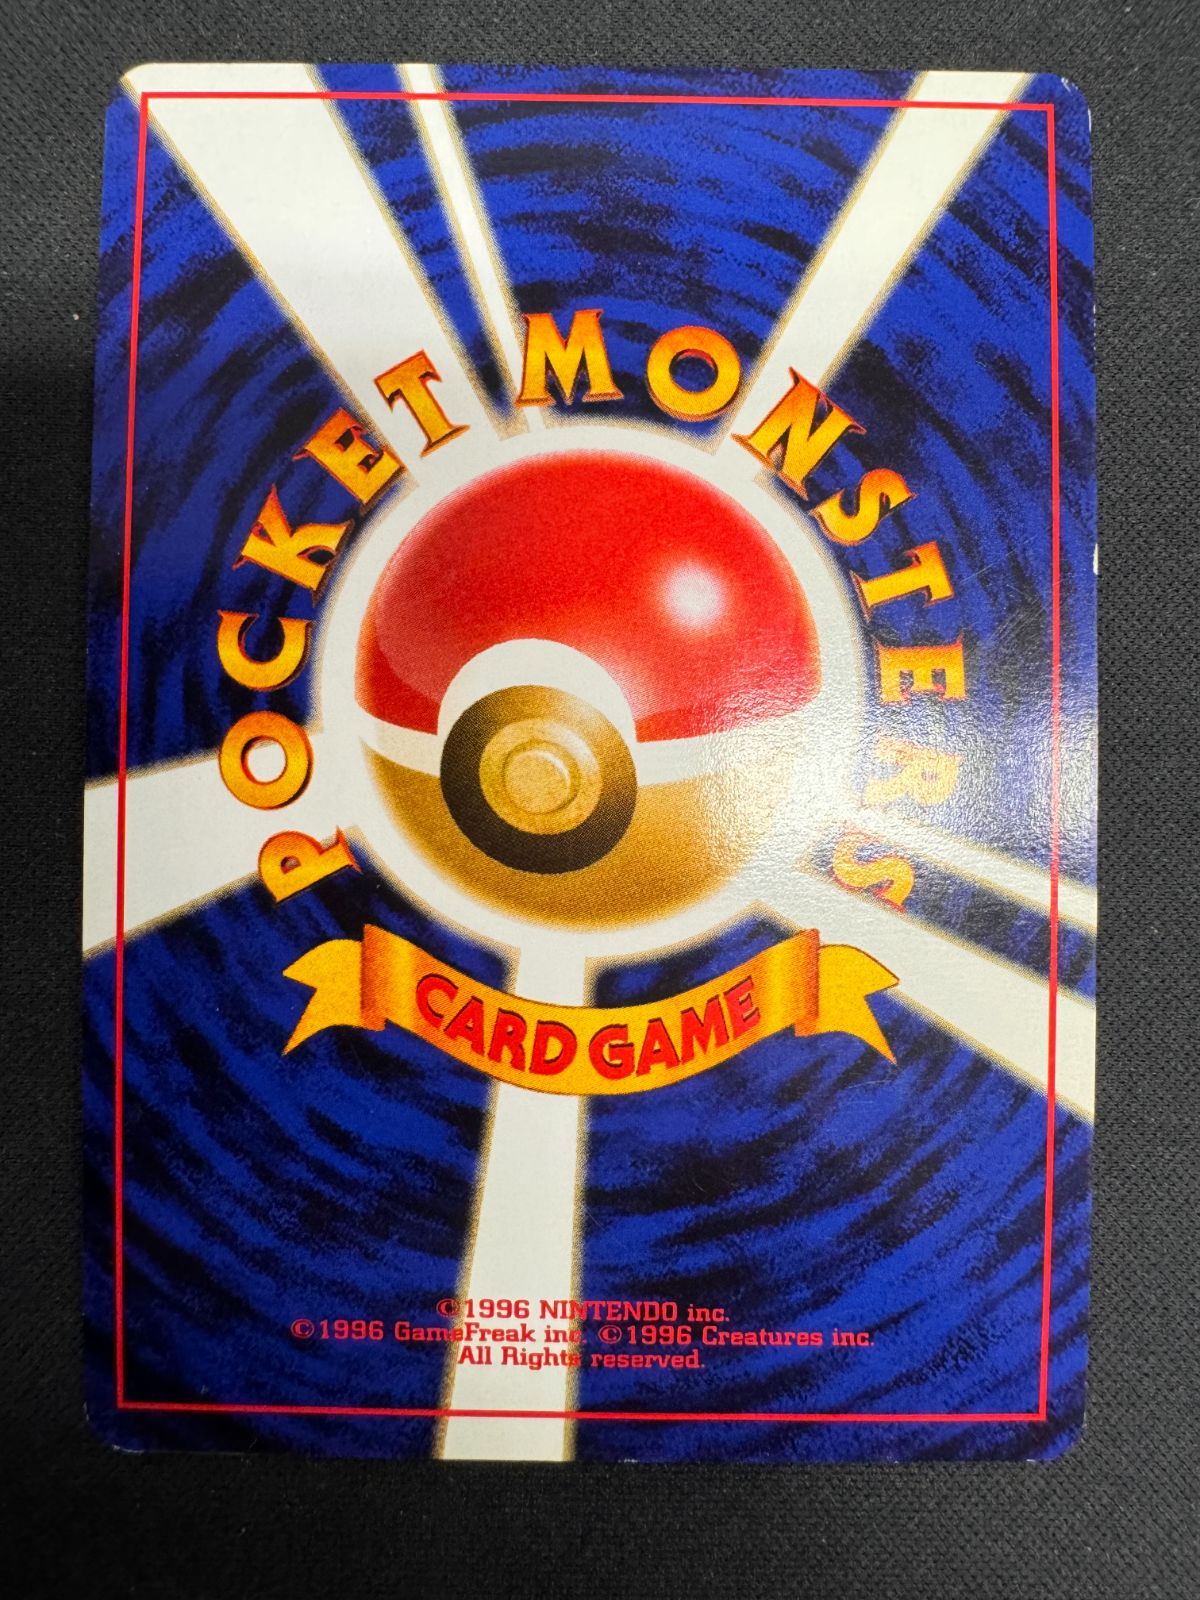 POCKET MONSTERS
CARD GAME
©1996 NINTENDO inc.
©1996 GameFreak inc. ©1996 Creatures inc.
All Rights reserved.